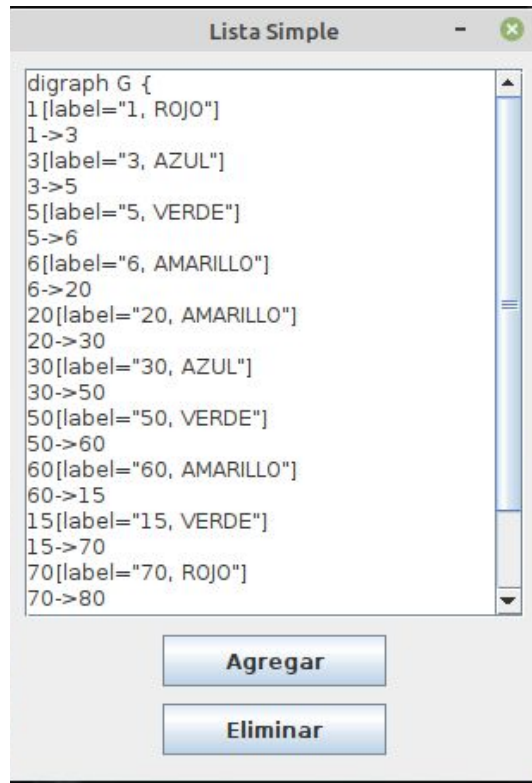 Lista Simple
digraph G {
1[label="1, ROJO"]
1->3
3[label="3, AZUL"]
3->5
5[label="5, VERDE"]
5->6
6[label="6, AMARILLO"]
6->20
20[label="20, AMARILLO"]
20->30
30[label="30, AZUL"]
30->50
50[label="50, VERDE"]
50->60
60[label="60, AMARILLO"]
60->15
15[label="15, VERDE"]
15->70
70[label="70, ROJO"]
70->80
Agregar
Eliminar